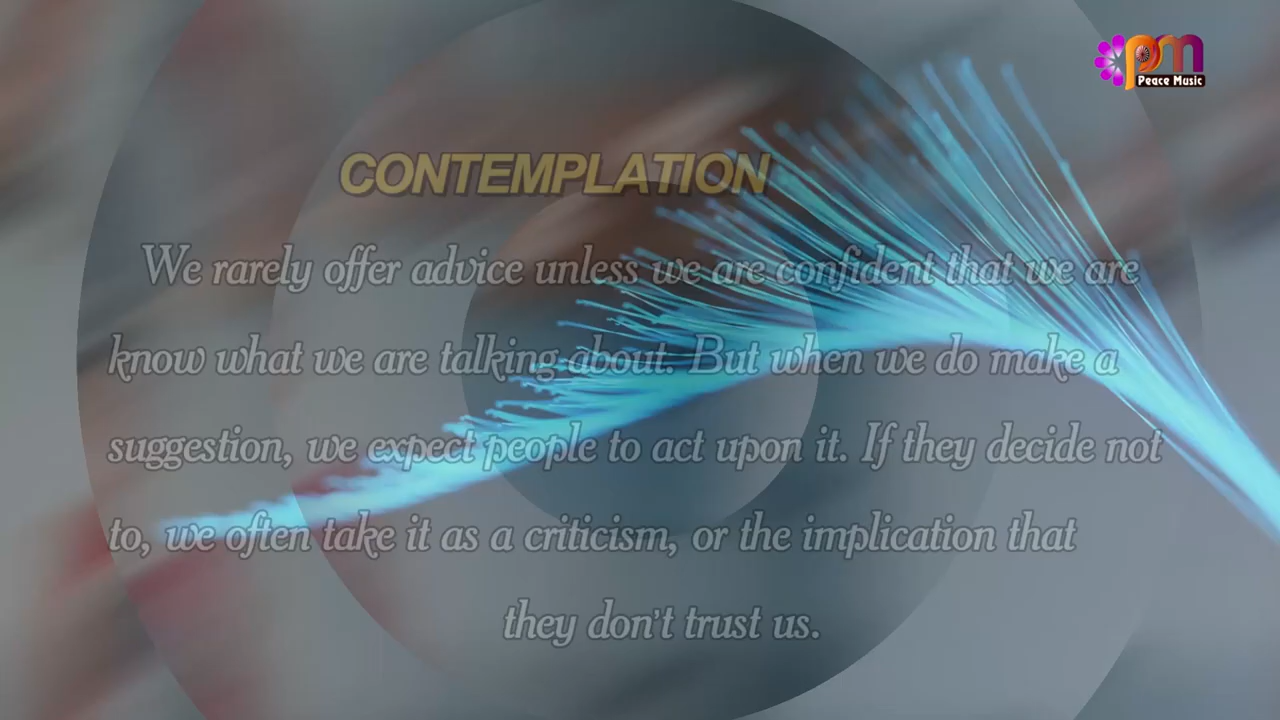 pm
Peace Music
CONTEMPLATION
We rarely offer advice unless we are confident that we are
know what we are talking about. But when we do make a
suggestion, we expect people to act upon it. If they decide not
to, we often take it as a criticism, or the implication that
they don't trust us.